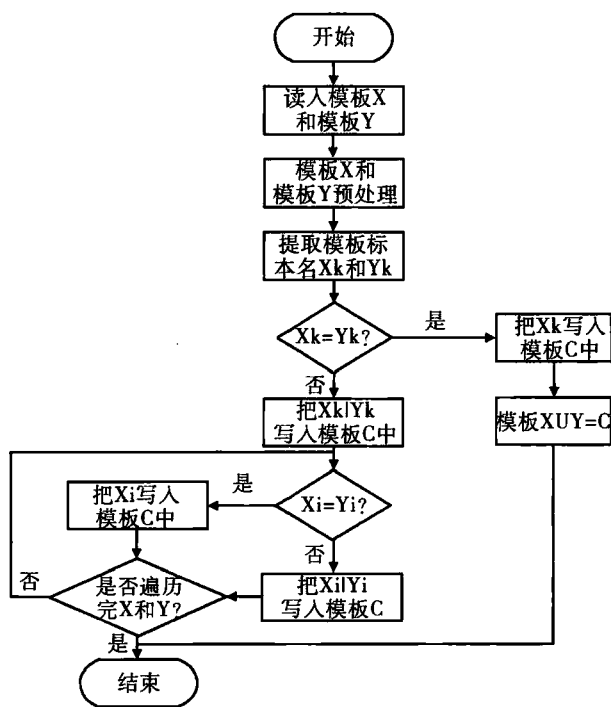 开始
读入模板X
和模板Y
模板X和
模板Y预处理
提取模板标
本名Xk和Yk
Xk=Yk?
是
把Xk写入
模板C中
否
把Xk|Yk
写入模板C中
模板XUY=C
Xi=Yi?
是
把Xi写入
模板C中
否
把Xi|Yi
写入模板C
是否遍历
完X和Y?
否
是
结束